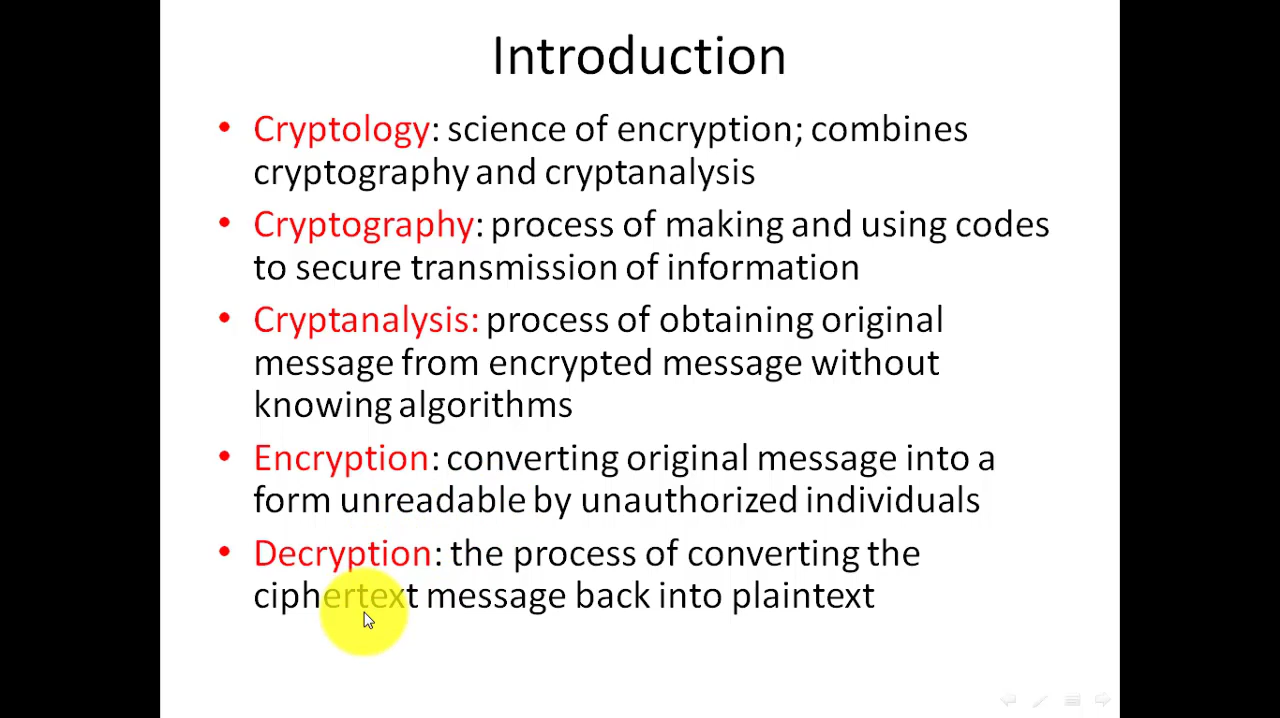 Introduction
• Cryptology: science of encryption; combines
cryptography and cryptanalysis
• Cryptography: process of making and using codes
to secure transmission of information
• Cryptanalysis: process of obtaining original
message from encrypted message without
knowing algorithms
• Encryption: converting original message into a
form unreadable by unauthorized individuals
• Decryption: the process of converting the
ciphertext message back into plaintext